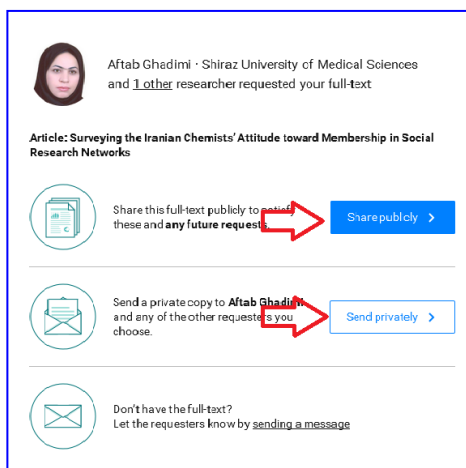 Aftab Ghadimi · Shiraz University of Medical Sciences
and 1 other researcher requested your full-text
Article: Surveying the Iranian Chemists' Attitude toward Membership in Social
Research Networks
Share this full-text publicly to satisfy
these and any future requests.
Share publicly >
Send a private copy to Aftab Ghadimi
and any of the other requesters you
choose.
Send privately >
Don't have the full-text?
Let the requesters know by sending a message